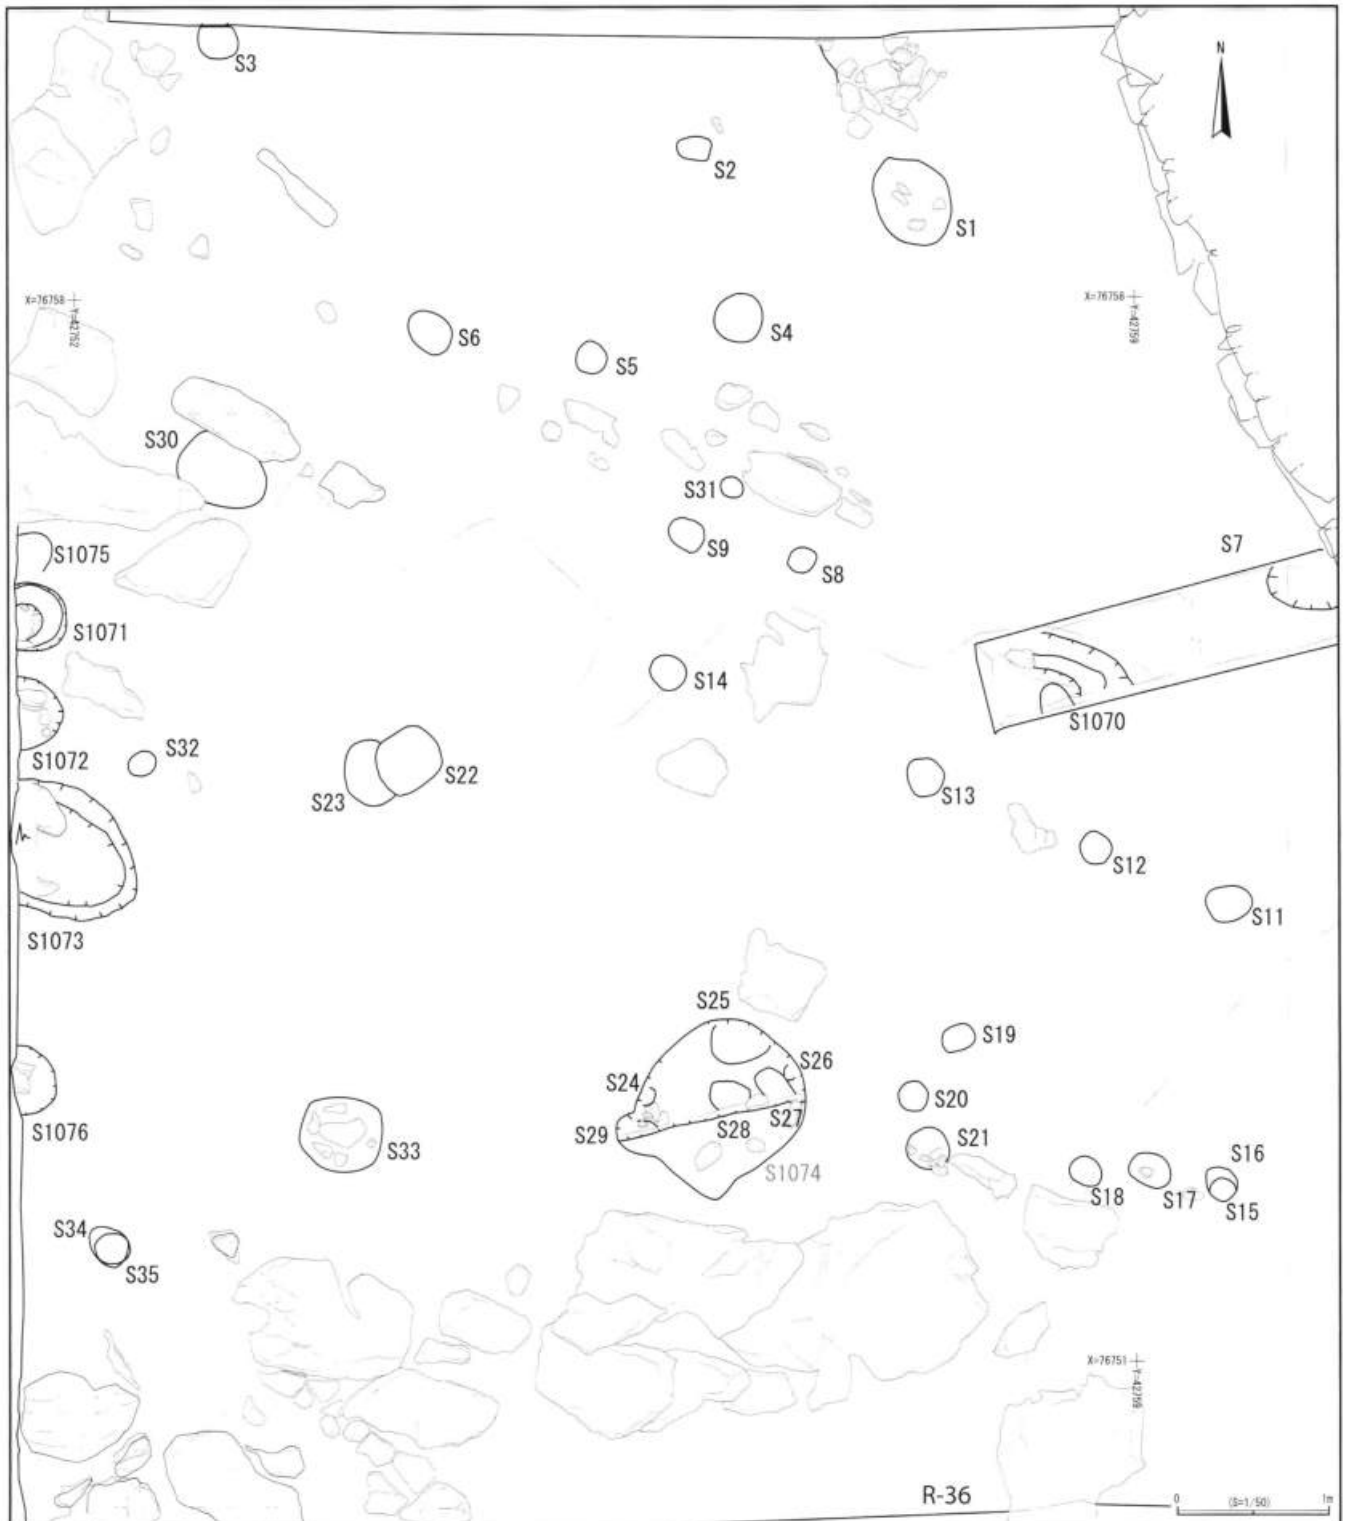 S3
N
S2
S1
X=76758
Y=42752
X=76758
Y=42759
S6
S5
S4
S30
S31
S9
S8
S7
S1075
S1071
S14
S1070
S1072
S32
S23
S22
S13
S12
S11
S1073
S25
S19
S26
S24
S20
S29
S28
S27
S21
S1076
S33
S1074
S18
S17
S16
S15
S34
S35
X=76751
Y=42759
R-36
0
(S=1/50)
1m